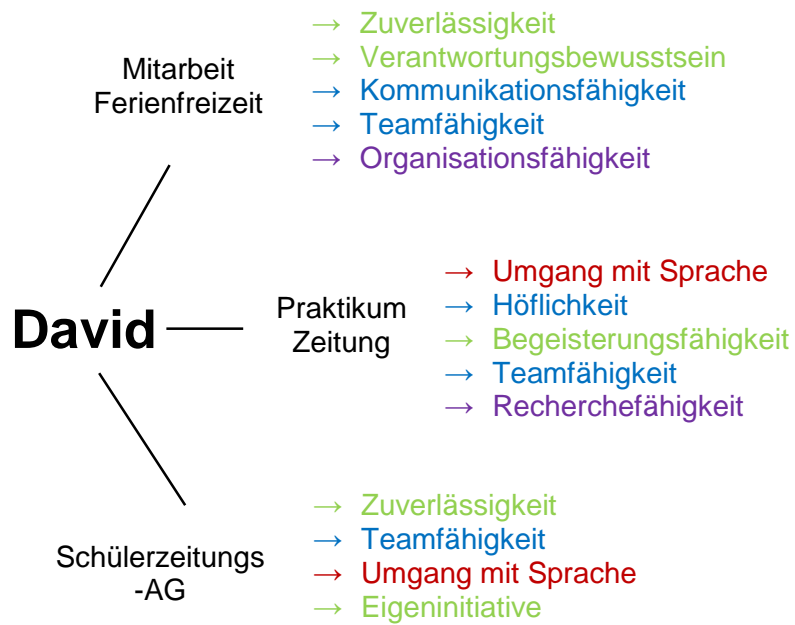 Mitarbeit
Ferienfreizeit
→ Zuverlässigkeit
→ Verantwortungsbewusstsein
→ Kommunikationsfähigkeit
→ Teamfähigkeit
→ Organisationsfähigkeit
David
Praktikum
Zeitung
→ Umgang mit Sprache
→ Höflichkeit
→ Begeisterungsfähigkeit
→ Teamfähigkeit
→ Recherchefähigkeit
Schülerzeitungs
-AG
→ Zuverlässigkeit
→ Teamfähigkeit
→ Umgang mit Sprache
→ Eigeninitiative